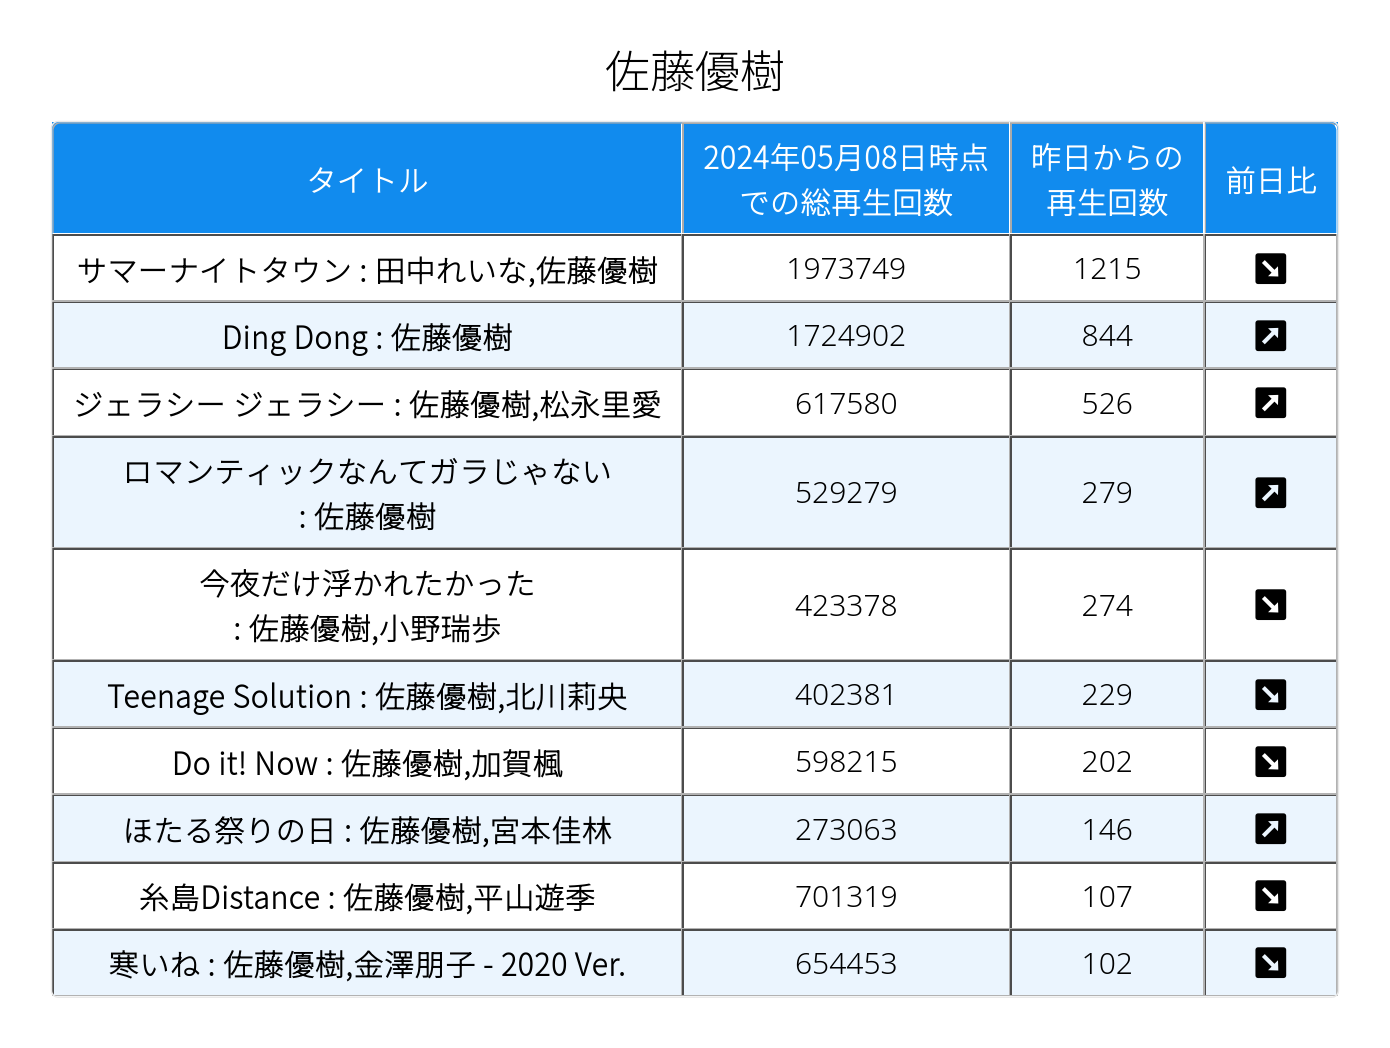 佐藤優樹
タイトル
2024年05月08日時点
での総再生回数
昨日からの
再生回数
前日比
サマーナイトタウン : 田中れいな,佐藤優樹 1973749 1215
Ding Dong : 佐藤優樹 1724902 844
ジェラシー ジェラシー : 佐藤優樹,松永里愛 617580 526
ロマンティックなんてガラじゃない
: 佐藤優樹
529279 279
今夜だけ浮かれたかった
: 佐藤優樹,小野瑞歩
423378 274
Teenage Solution : 佐藤優樹,北川莉央 402381 229
Do it! Now : 佐藤優樹,加賀楓 598215 202
ほたる祭りの日 : 佐藤優樹,宮本佳林 273063 146
糸島Distance : 佐藤優樹,平山遊季 701319 107
寒いね : 佐藤優樹,金澤朋子 - 2020 Ver. 654453 102